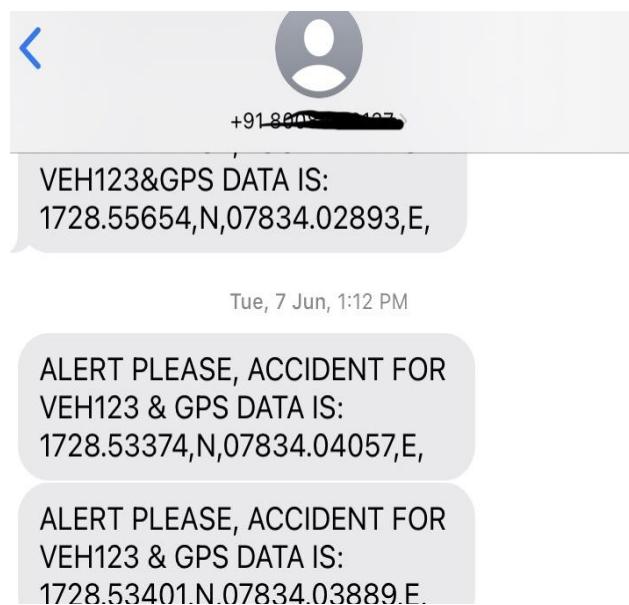 +91
VEH123&GPS DATA IS:
1728.55654,N,07834.02893,E,
Tue, 7 Jun, 1:12 PM
ALERT PLEASE, ACCIDENT FOR
VEH123 & GPS DATA IS:
1728.53374,N,07834.04057,E,
ALERT PLEASE, ACCIDENT FOR
VEH123 & GPS DATA IS:
1728.53401,N,07834.03889,E,